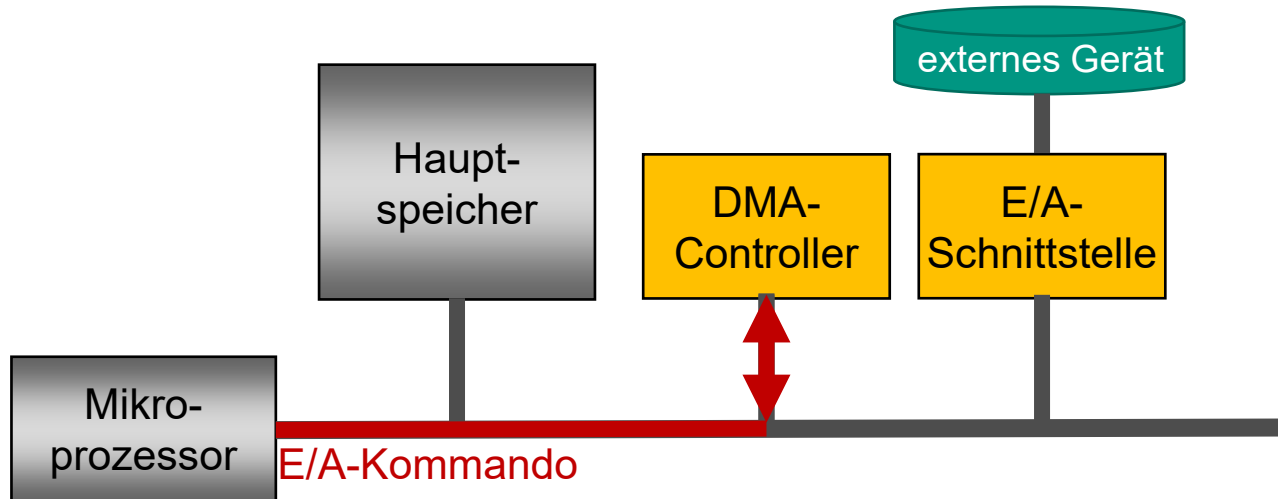 externes Gerät
Haupt-
speicher
DMA-
Controller
E/A-
Schnittstelle
Mikro-
prozessor
E/A-Kommando